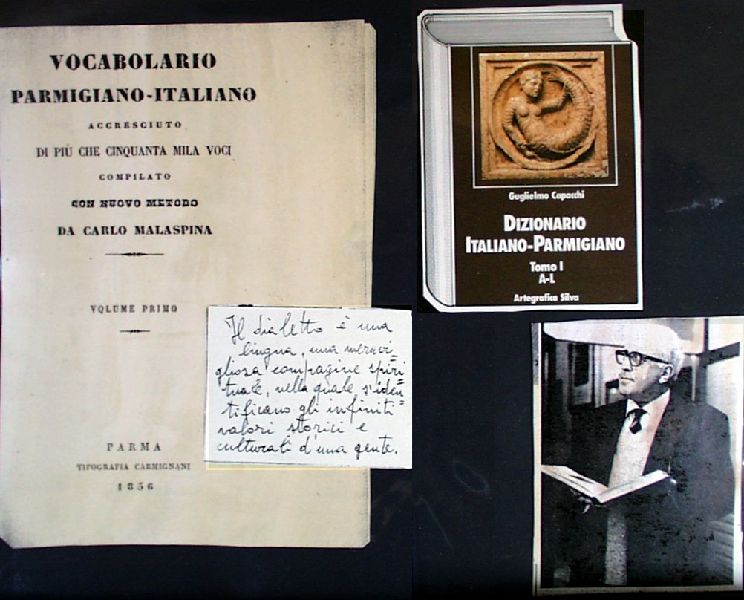 VOCABOLARIO
PARMIGIANO-ITALIANO
ACCRESCIUTO
DI PIÙ CHE CINQUANTA MILA VOCI
COMPILATO
CON NUOVO METODO
DA CARLO MALASPINA
VOLUME PRIMO
PARMA
TIPOGRAFIA CARMIGNANI
1856
Il dialetto è una
lingua, una meravi=
gliosa compagine spiri=
tuale, nella quale s'iden=
tificano gli infiniti
valori storici e
culturali d'una gente.
Guglielmo Capacchi
DIZIONARIO
ITALIANO-PARMIGIANO
Tomo I
A-L
Artegrafica Silva